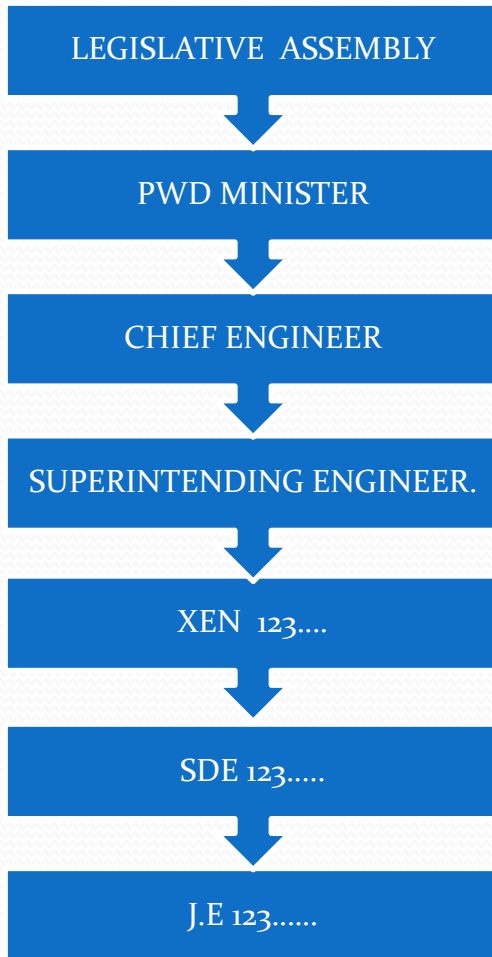 LEGISLATIVE ASSEMBLY
PWD MINISTER
CHIEF ENGINEER
SUPERINTENDING ENGINEER.
XEN 123....
SDE 123.....
J.E 123......